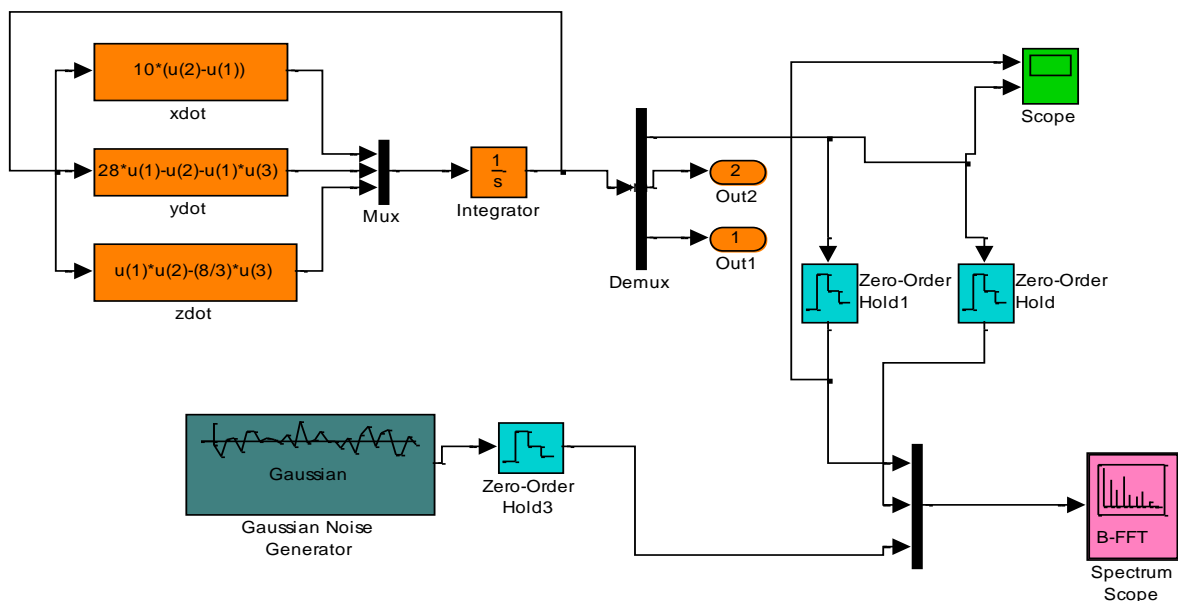 10*(u(2)-u(1))
xdot
28*u(1)-u(2)-u(1)*u(3)
ydot
u(1)*u(2)-(8/3)*u(3)
zdot
Mux
1
s
Integrator
Demux
2
Out2
1
Out1
Scope
Zero-Order
Hold1
Zero-Order
Hold
Gaussian
Gaussian Noise
Generator
Zero-Order
Hold3
B-FFT
Spectrum
Scope